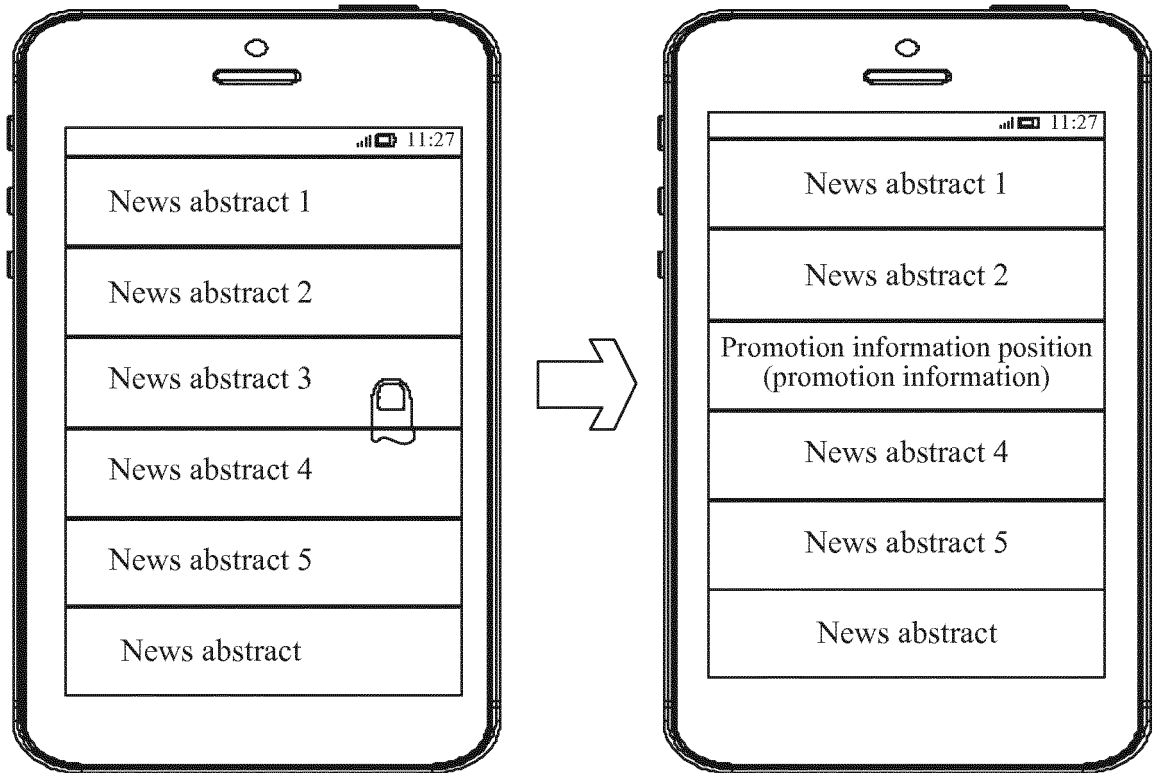 11:27
News abstract 1
News abstract 2
News abstract 3
News abstract 4
News abstract 5
News abstract
11:27
News abstract 1
News abstract 2
Promotion information position
(promotion information)
News abstract 4
News abstract 5
News abstract